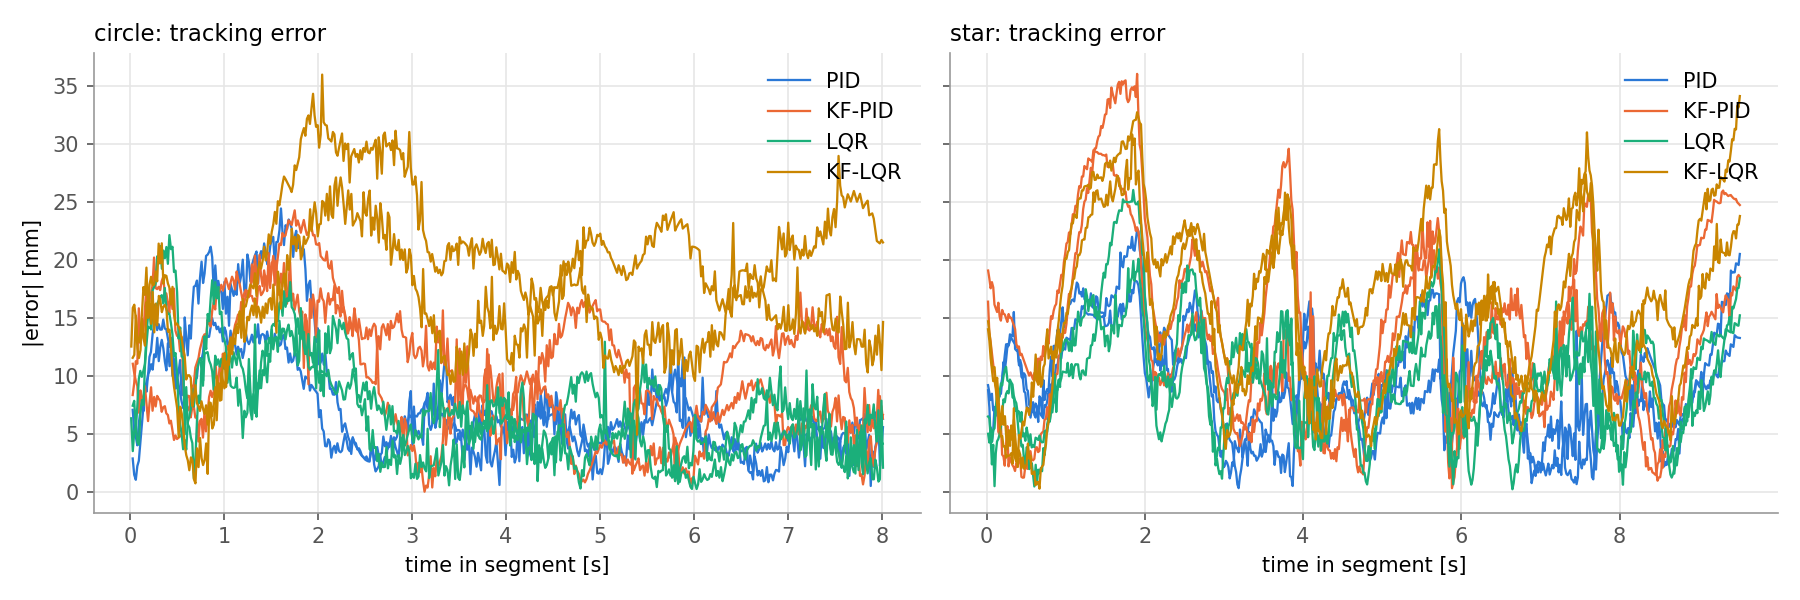 circle: tracking error
|error| [mm]
35
30
25
20
15
10
5
0
PID
KF-PID
LQR
KF-LQR
0 1 2 3 4 5 6 7 8
time in segment [s]
star: tracking error
PID
KF-PID
LQR
KF-LQR
0 2 4 6 8
time in segment [s]